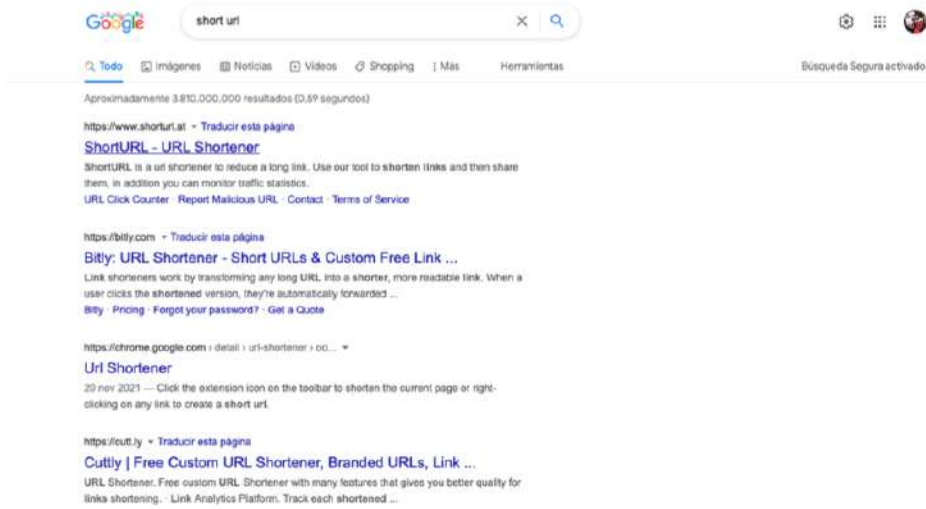 Google
short url
Todo Imágenes Noticias Videos Shopping Más Herramientas Búsqueda Segura activado
Aproximadamente 3.810.000.000 resultados (0,59 segundos)
https://www.shorturl.at Traducir esta página
ShortURL - URL Shortener
ShortURL is a url shortener to reduce a long link. Use our tool to shorten links and then share
them, in addition you can monitor traffic statistics.
URL Click Counter · Report Malicious URL · Contact · Terms of Service
https://bitly.com Traducir esta página
Bitly: URL Shortener - Short URLs & Custom Free Link ...
Link shorteners work by transforming any long URL into a shorter, more readable link. When a
user clicks the shortened version, they're automatically forwarded ...
Bitly · Pricing · Forgot your password? · Get a Quote
https://chrome.google.com › detail › url-shortener › oo...
Url Shortener
20 nov 2021 — Click the extension icon on the toolbar to shorten the current page or right-
clicking on any link to create a short url.
https://cutt.ly Traducir esta página
Cuttly | Free Custom URL Shortener, Branded URLs, Link ...
URL Shortener. Free custom URL Shortener with many features that gives you better quality for
links shortening. · Link Analytics Platform. Track each shortened ...